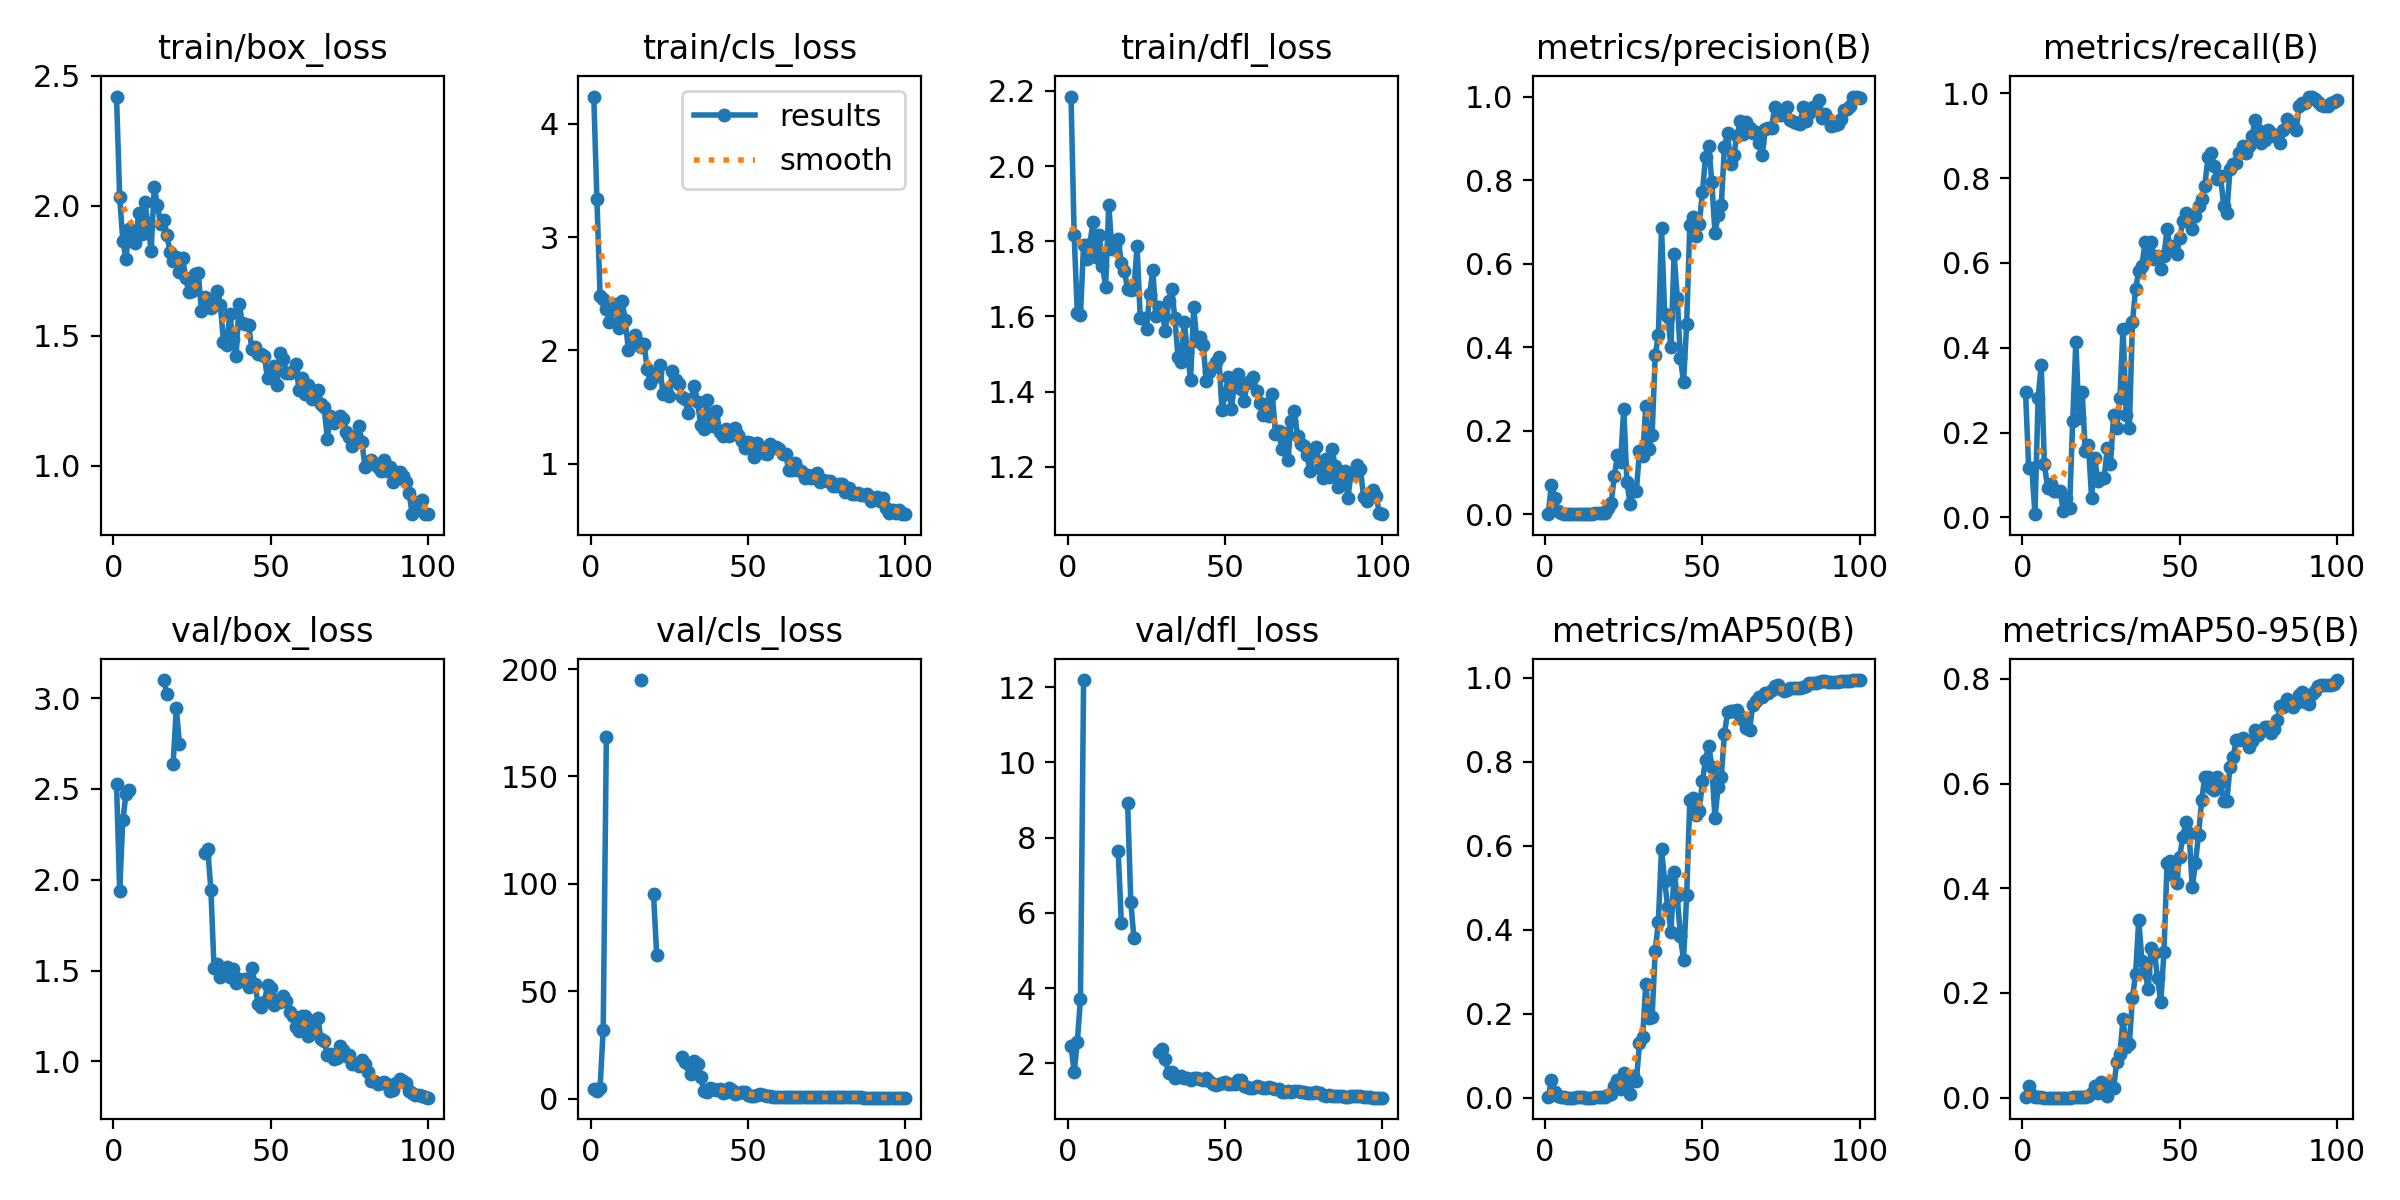 train/box_loss
2.5
2.0
1.5
1.0
0 50 100
train/cls_loss
results
smooth
4
3
2
1
0 50 100
train/dfl_loss
2.2
2.0
1.8
1.6
1.4
1.2
0 50 100
metrics/precision(B)
1.0
0.8
0.6
0.4
0.2
0.0
0 50 100
metrics/recall(B)
1.0
0.8
0.6
0.4
0.2
0.0
0 50 100
val/box_loss
3.0
2.5
2.0
1.5
1.0
0 50 100
val/cls_loss
200
150
100
50
0
0 50 100
val/dfl_loss
12
10
8
6
4
2
0 50 100
metrics/mAP50(B)
1.0
0.8
0.6
0.4
0.2
0.0
0 50 100
metrics/mAP50-95(B)
0.8
0.6
0.4
0.2
0.0
0 50 100